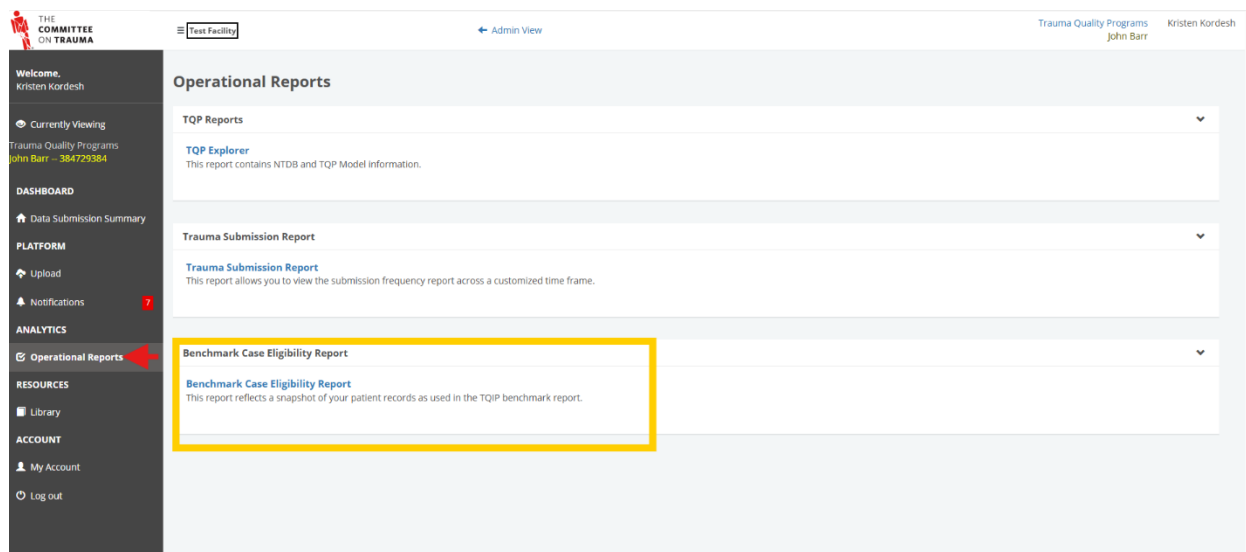 THE
COMMITTEE
ON TRAUMA
Test Facility
Admin View
Trauma Quality Programs
John Barr
Kristen Kordesh
Welcome,
Kristen Kordesh
Currently Viewing
Trauma Quality Programs
John Barr -- 384729384
DASHBOARD
Data Submission Summary
PLATFORM
Upload
Notifications 7
ANALYTICS
Operational Reports
RESOURCES
Library
ACCOUNT
My Account
Log out
Operational Reports
TQP Reports
TQP Explorer
This report contains NTDB and TQP Model information.
Trauma Submission Report
Trauma Submission Report
This report allows you to view the submission frequency report across a customized time frame.
Benchmark Case Eligibility Report
Benchmark Case Eligibility Report
This report reflects a snapshot of your patient records as used in the TQIP benchmark report.